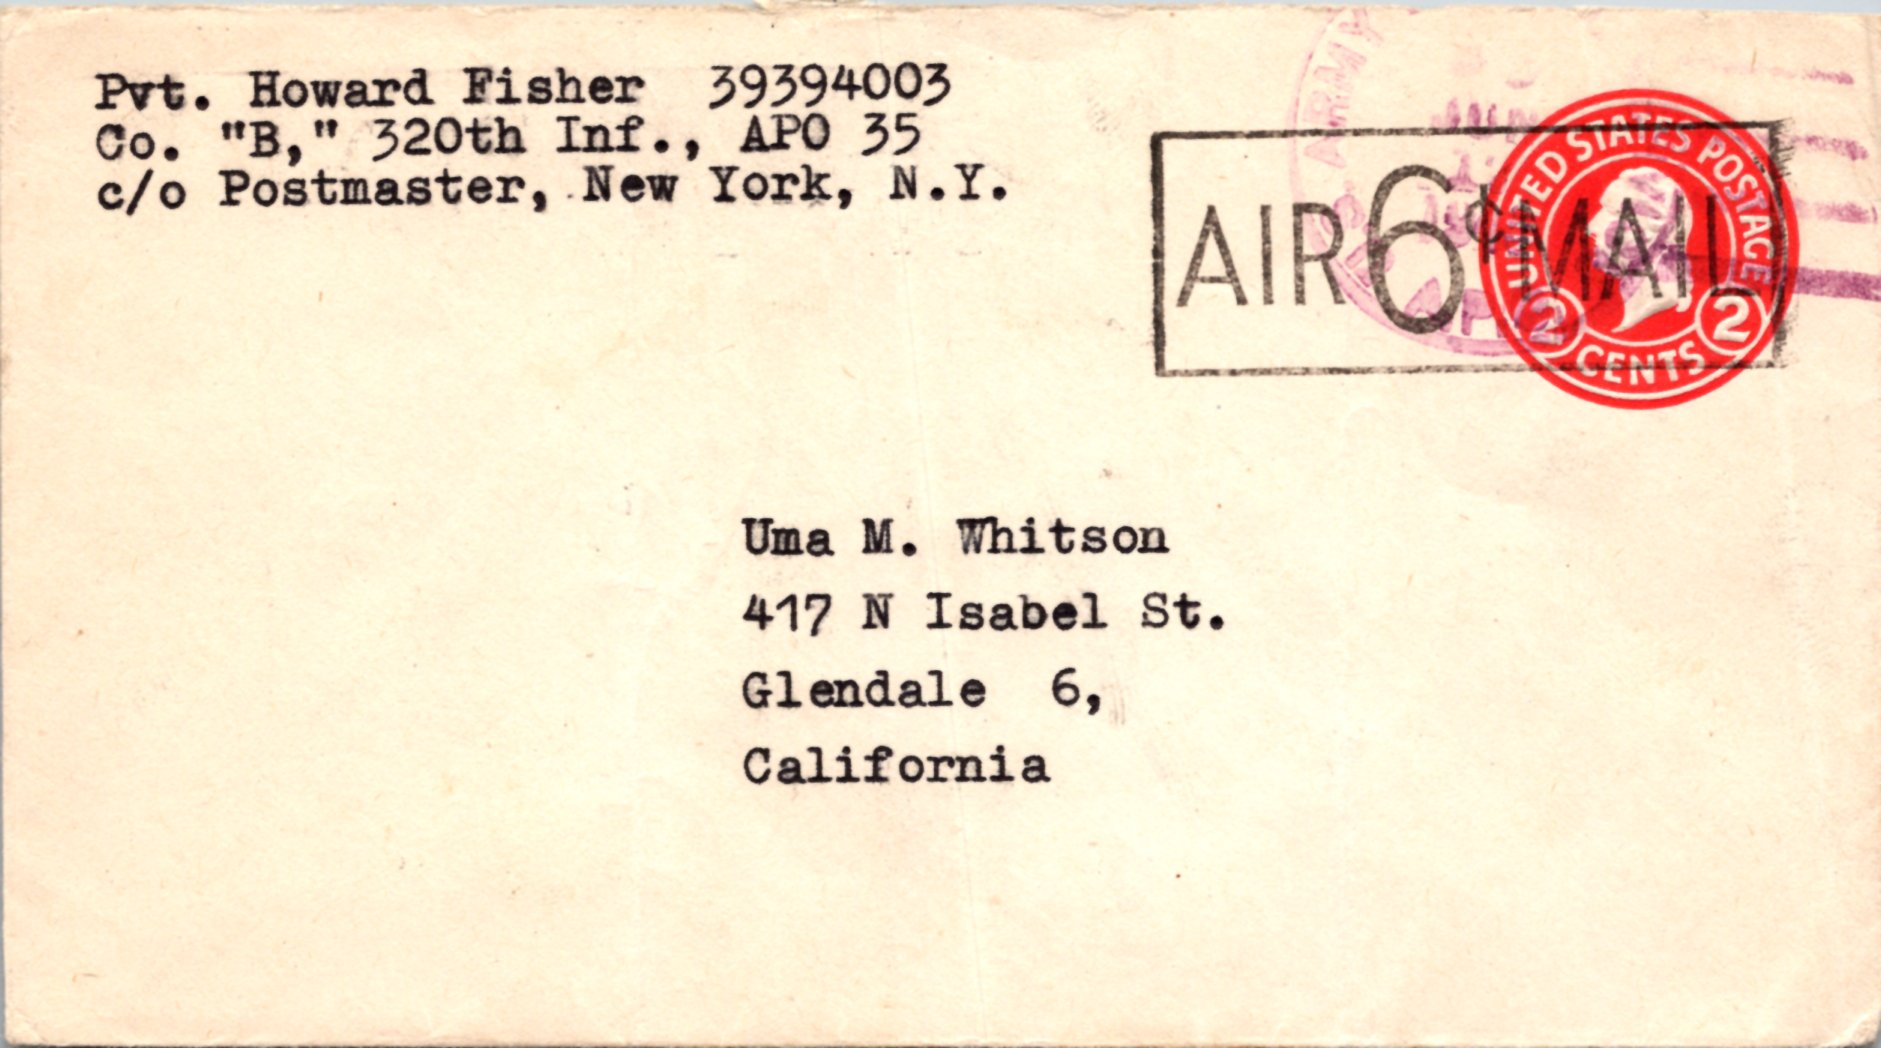 Pvt. Howard Fisher 39394003
Co. "B," 320th Inf., APO 35
c/o Postmaster, New York, N.Y.
ARMY
AIR 6¢ MAIL
UNITED STATES POSTAGE
2 CENTS 2
Uma M. Whitson
417 N Isabel St.
Glendale 6,
California